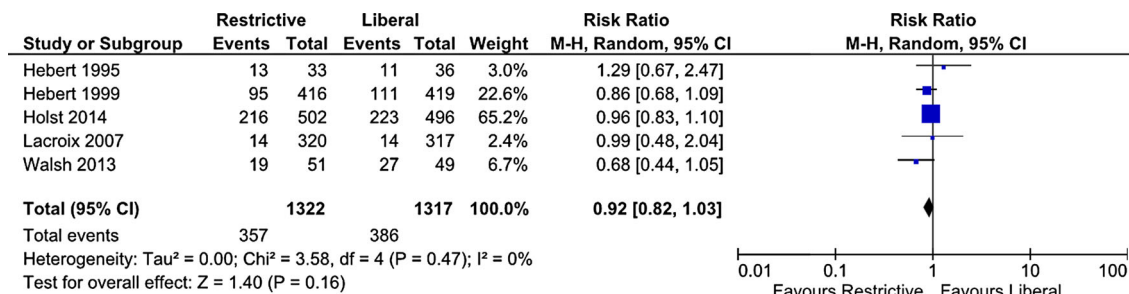 Restrictive Liberal Risk Ratio Risk Ratio
Study or Subgroup Events Total Events Total Weight M-H, Random, 95% CI M-H, Random, 95% CI
Hebert 1995 13 33 11 36 3.0% 1.29 [0.67, 2.47]
Hebert 1999 95 416 111 419 22.6% 0.86 [0.68, 1.09]
Holst 2014 216 502 223 496 65.2% 0.96 [0.83, 1.10]
Lacroix 2007 14 320 14 317 2.4% 0.99 [0.48, 2.04]
Walsh 2013 19 51 27 49 6.7% 0.68 [0.44, 1.05]
Total (95% CI) 1322 1317 100.0% 0.92 [0.82, 1.03]
Total events 357 386
Heterogeneity: Tau² = 0.00; Chi² = 3.58, df = 4 (P = 0.47); I² = 0%
0.01 0.1 1 10 100
Test for overall effect: Z = 1.40 (P = 0.16)
Favours Restrictive Favours Liberal